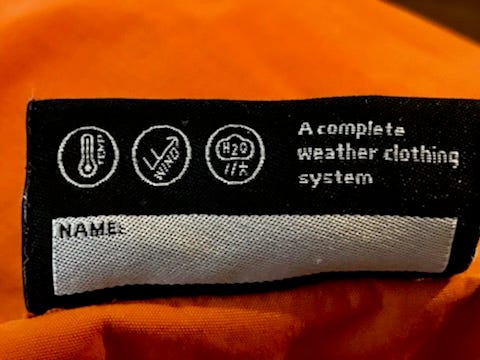 TEMP
WIND
H2O
A complete
weather clothing
system
NAME: